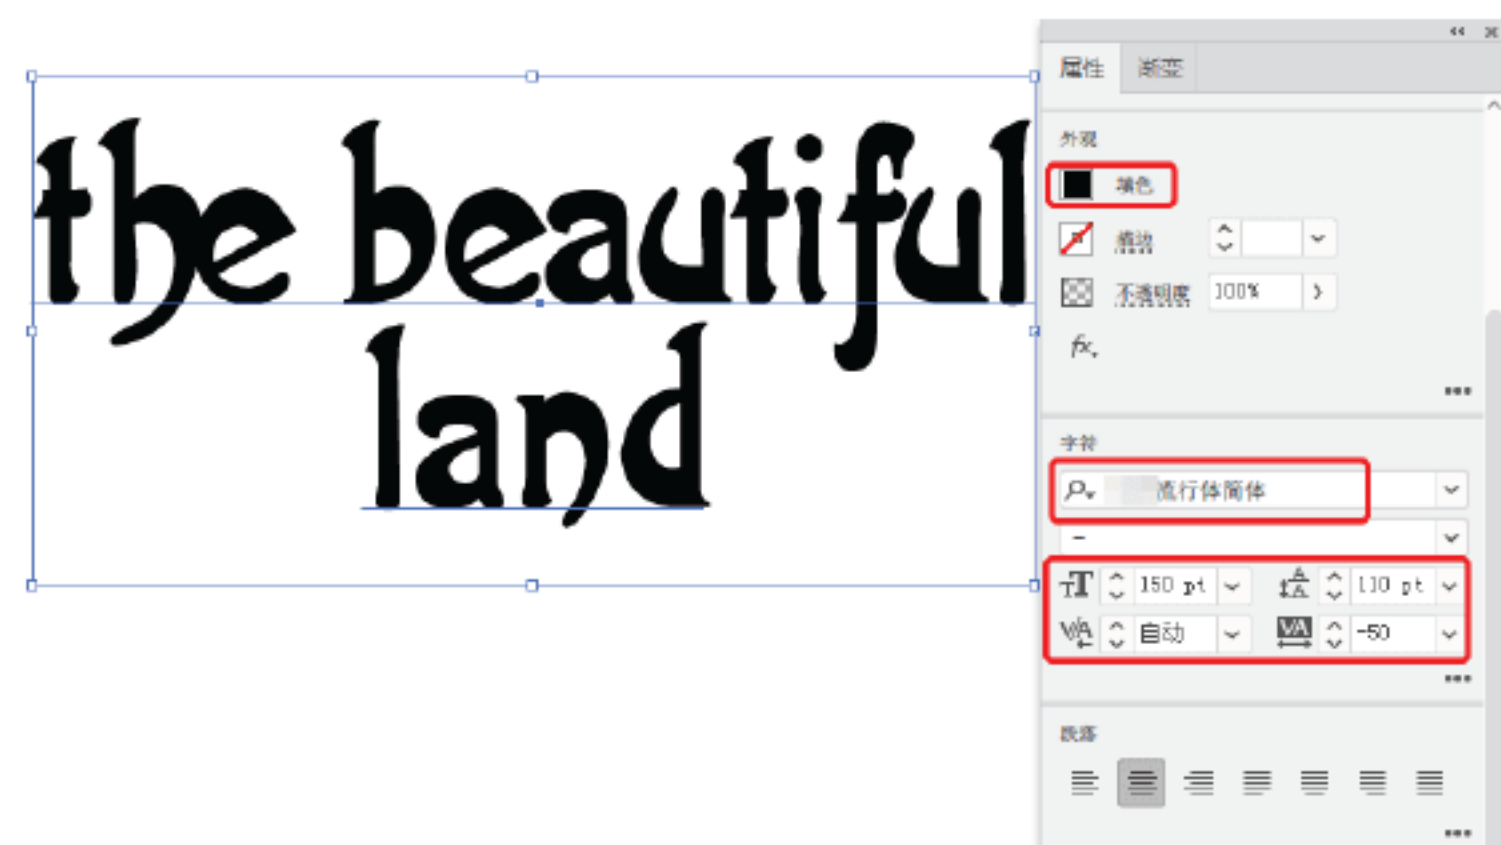 the beautiful
land
属性 渐变
外观
填色
描边
不透明度 100%
fx.
字符
流行体简体
-
150 pt 110 pt
自动 -50
段落